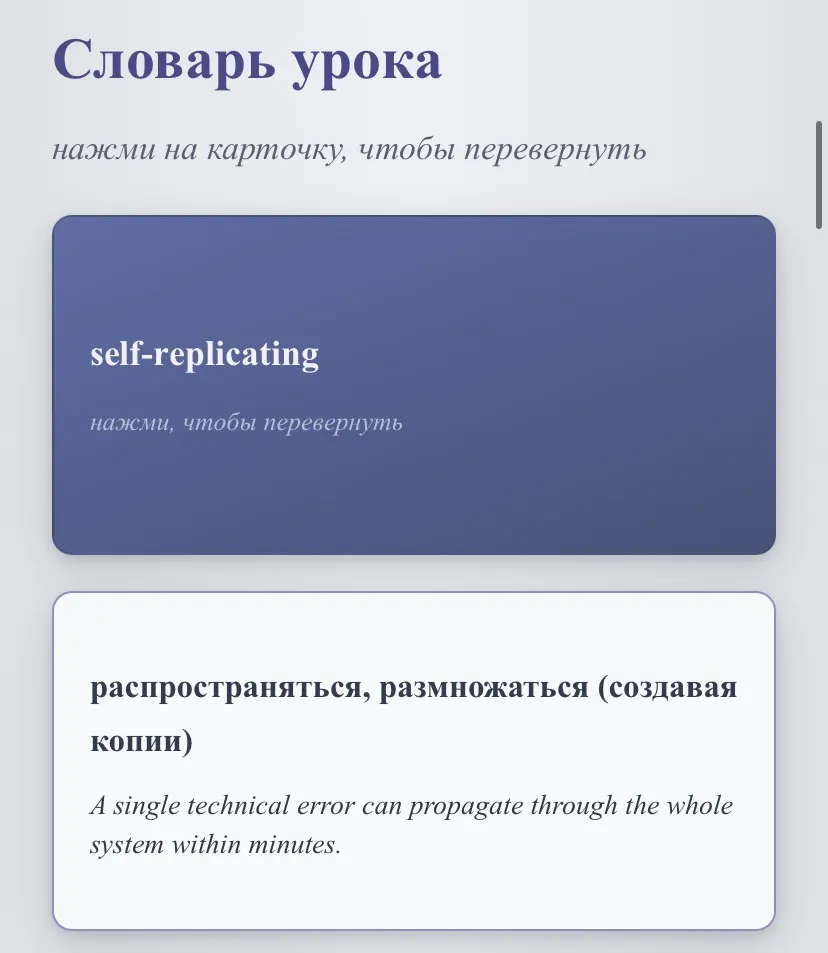 Словарь урока
нажми на карточку, чтобы перевернуть
self-replicating
нажми, чтобы перевернуть
распространяться, размножаться (создавая
копии)
A single technical error can propagate through the whole
system within minutes.